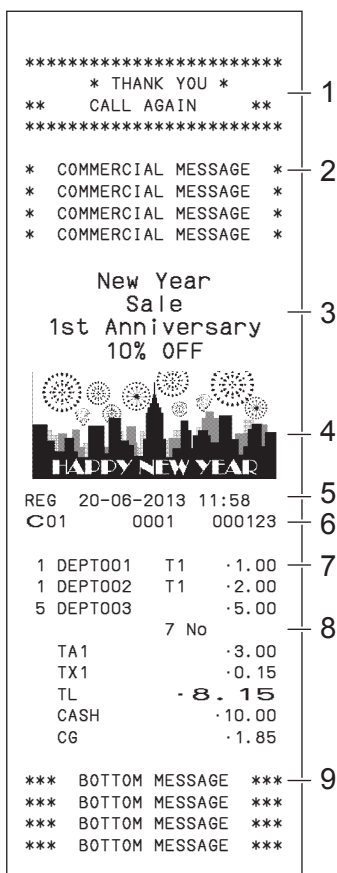 ************************
* THANK YOU *
** CALL AGAIN ** 1
************************
* COMMERCIAL MESSAGE * 2
* COMMERCIAL MESSAGE *
* COMMERCIAL MESSAGE *
* COMMERCIAL MESSAGE *
New Year
Sale 3
1st Anniversary
10% OFF
HAPPY NEW YEAR 4
REG 20-06-2013 11:58 5
C01 0001 000123 6
1 DEPT001 T1 ·1.00 7
1 DEPT002 T1 ·2.00
5 DEPT003 ·5.00
7 No 8
TA1 ·3.00
TX1 ·0.15
TL ·8.15
CASH ·10.00
CG ·1.85
*** BOTTOM MESSAGE *** 9
*** BOTTOM MESSAGE ***
*** BOTTOM MESSAGE ***
*** BOTTOM MESSAGE ***